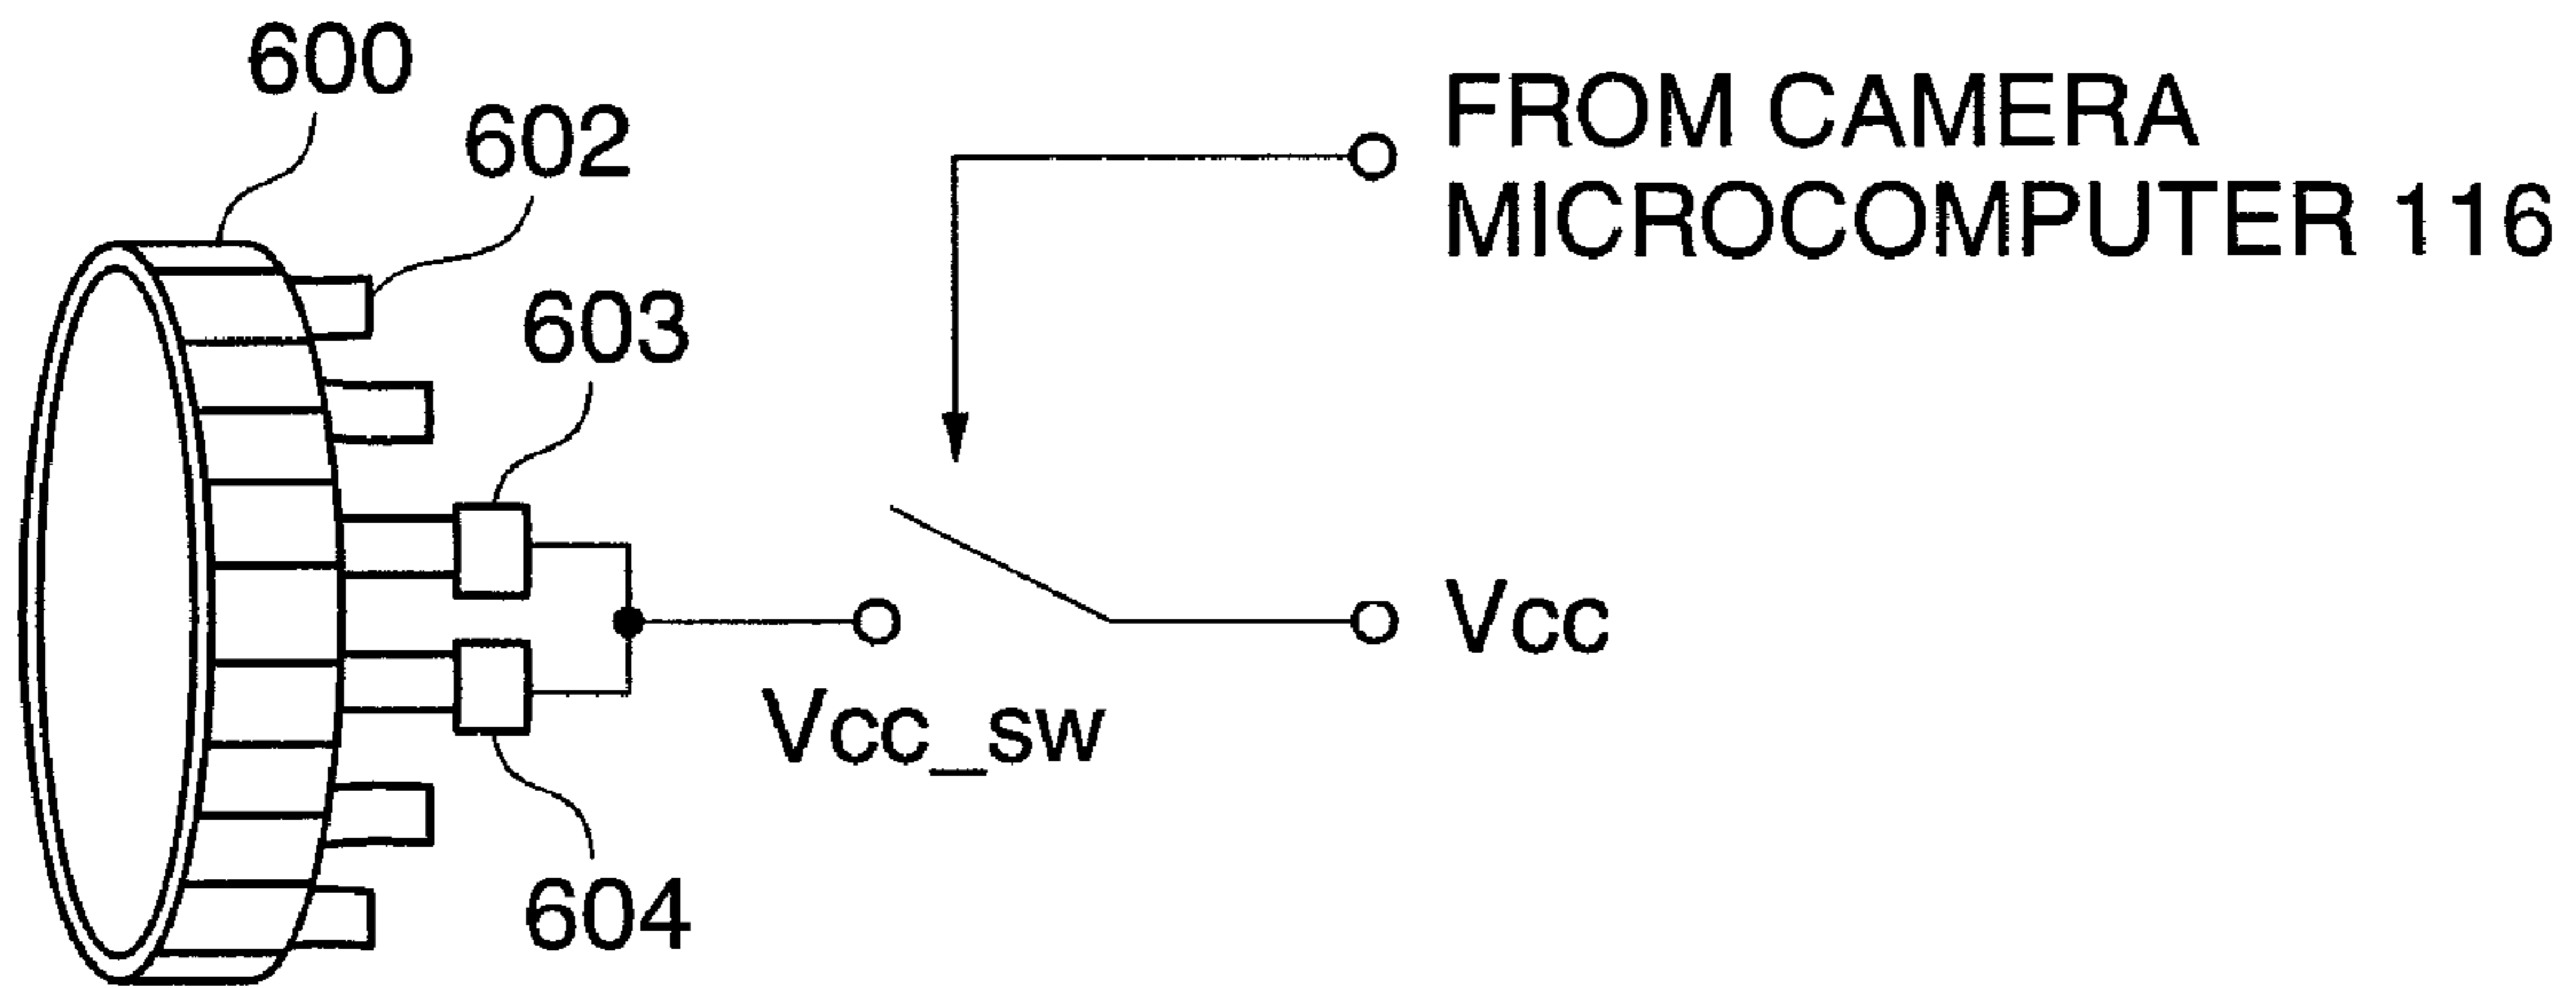 600
602
603
FROM CAMERA
MICROCOMPUTER 116
Vcc
Vcc_sw
604